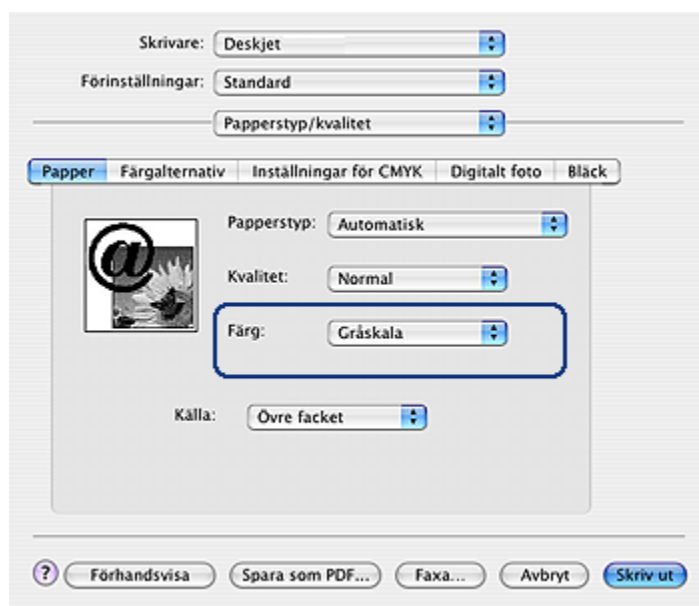 Skrivare: Deskjet
Förinställningar: Standard
Papperstyp/kvalitet
Papper Färgalternativ Inställningar för CMYK Digitalt foto Bläck
@
Papperstyp: Automatisk
Kvalitet: Normal
Färg: Gråskala
Källa: Övre facket
? Förhandsvisa Spara som PDF... Faxa... Avbryt Skriv ut